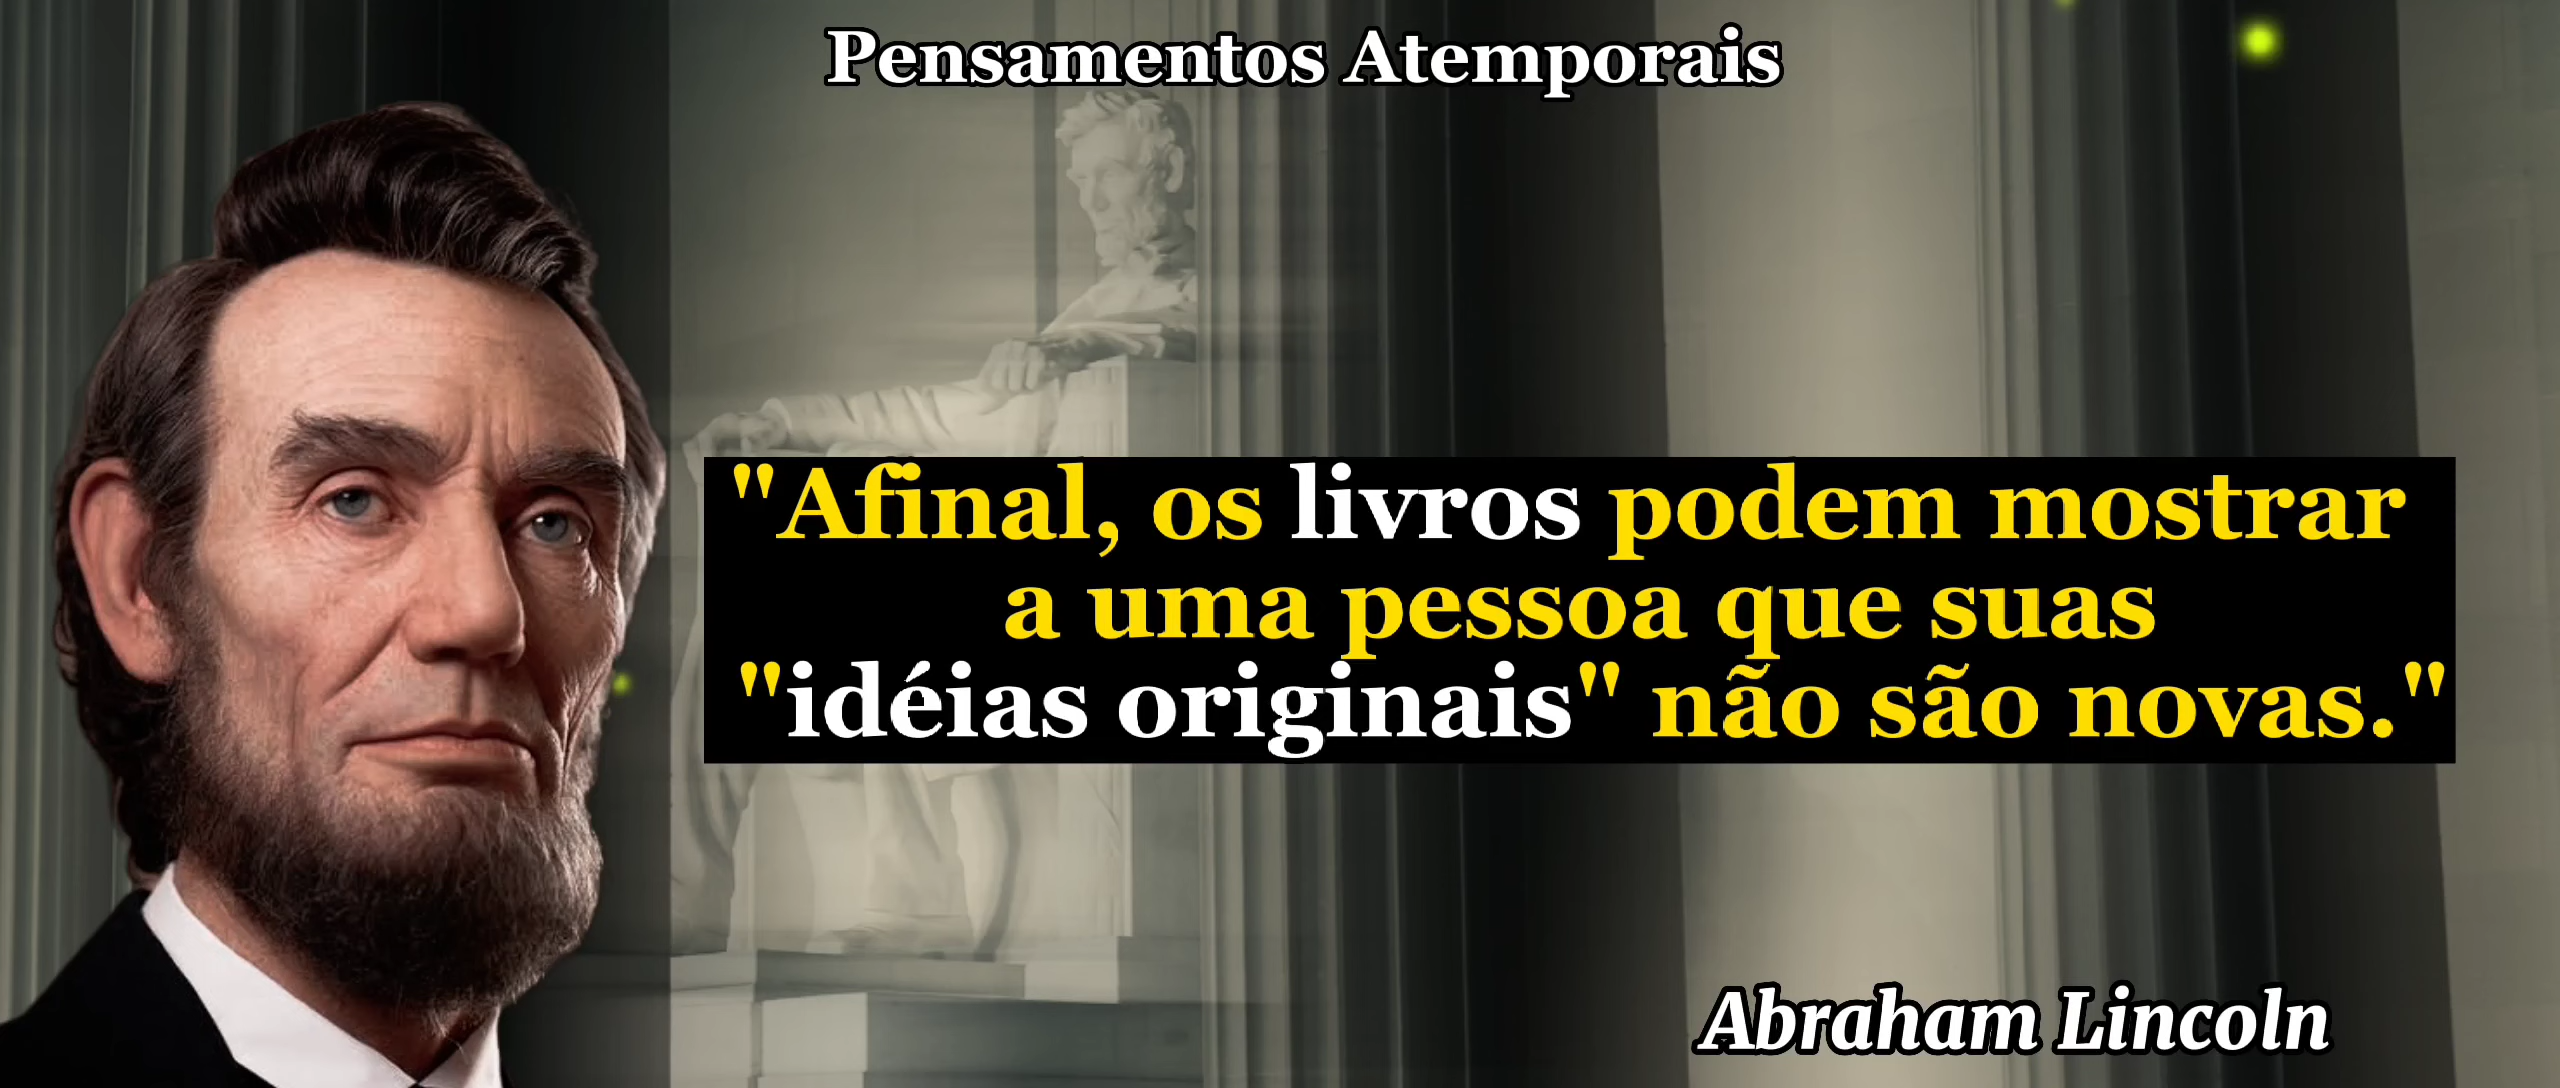 Pensamentos Atemporais
"Afinal, os livros podem mostrar
a uma pessoa que suas
"idéias originais" não são novas."
Abraham Lincoln